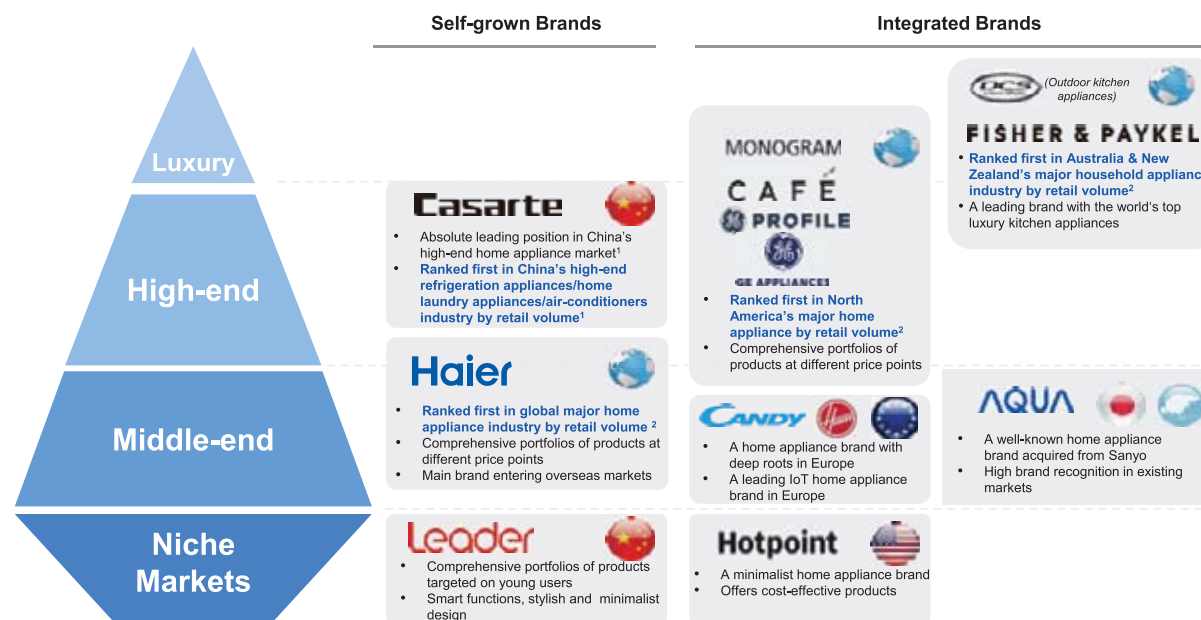 Self-grown Brands
Integrated Brands
Luxury
High-end
Middle-end
Niche
Markets
Casarte
• Absolute leading position in China's
high-end home appliance market1
• Ranked first in China's high-end
refrigeration appliances/home
laundry appliances/air-conditioners
industry by retail volume1
Haier
• Ranked first in global major home
appliance industry by retail volume 2
• Comprehensive portfolios of products at
different price points
• Main brand entering overseas markets
Leader
• Comprehensive portfolios of products
targeted on young users
• Smart functions, stylish and minimalist
design
MONOGRAM
CAFÉ
GE PROFILE
GE
GE APPLIANCES
• Ranked first in North
America's major home
appliance by retail volume2
• Comprehensive portfolios of
products at different price points
CANDY Hoover
• A home appliance brand with
deep roots in Europe
• A leading IoT home appliance
brand in Europe
Hotpoint
• A minimalist home appliance brand
• Offers cost-effective products
DCS (Outdoor kitchen
appliances)
FISHER & PAYKEL
• Ranked first in Australia & New
Zealand's major household applianc
industry by retail volume2
• A leading brand with the world's top
luxury kitchen appliances
AQUA
• A well-known home appliance
brand acquired from Sanyo
• High brand recognition in existing
markets